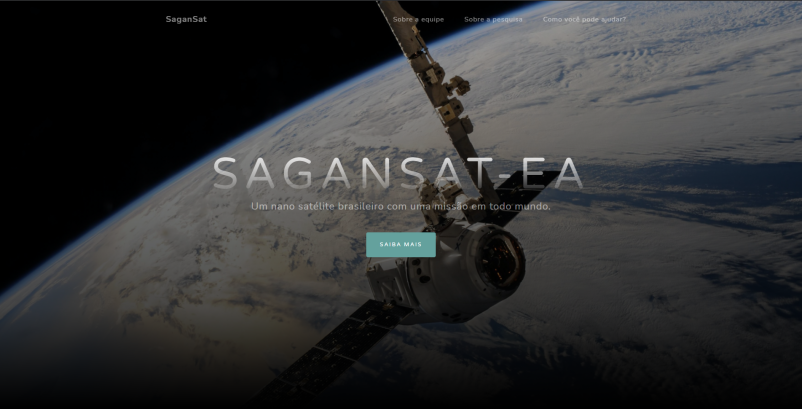 SaganSat
Sobre a equipe
Sobre a pesquisa
Como você pode ajudar?
SAGANSAT-EA
Um nano satélite brasileiro com uma missão em todo mundo.
SAIBA MAIS